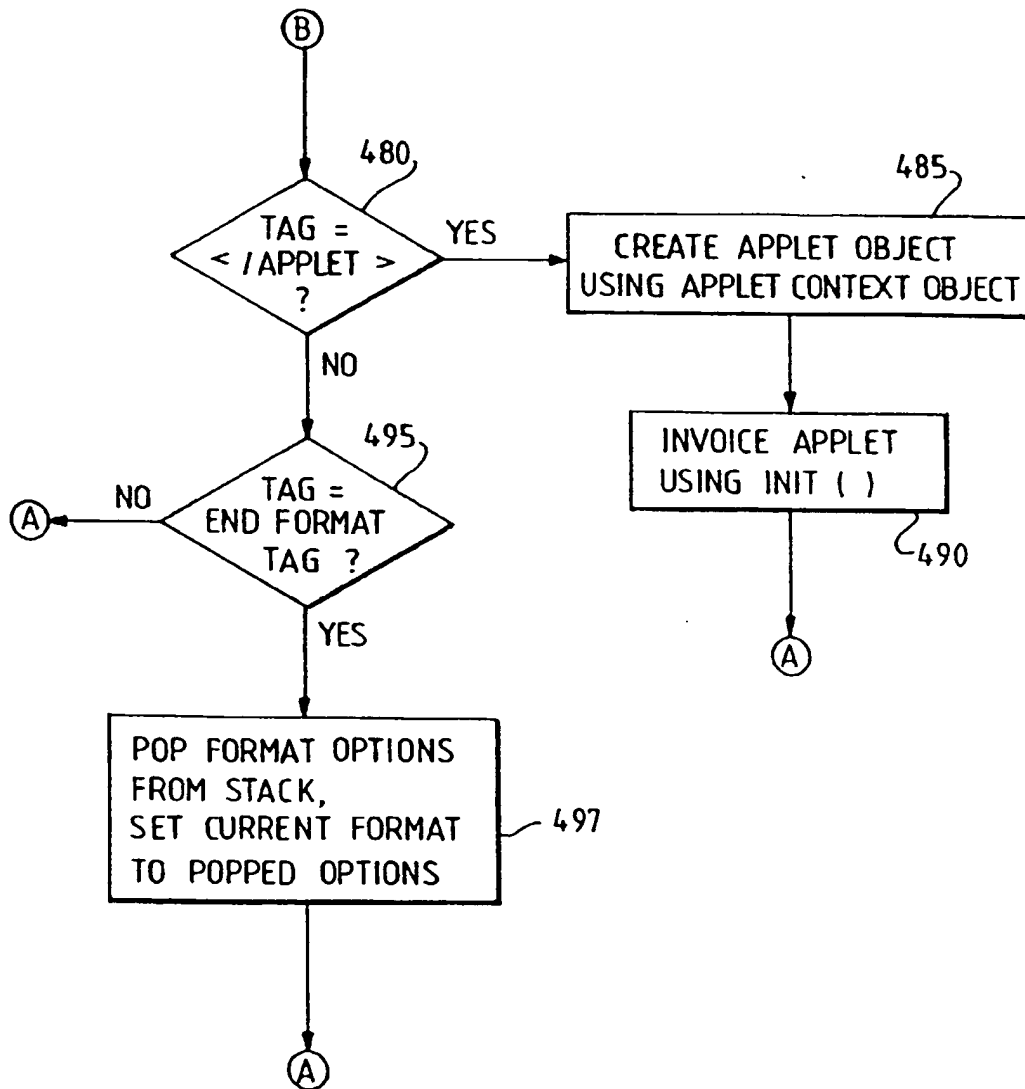 B
480
TAG =
< /APPLET >
?
YES
485
CREATE APPLET OBJECT
USING APPLET CONTEXT OBJECT
NO
INVOICE APPLET
USING INIT ( )
490
A
495
TAG =
END FORMAT
TAG ?
NO
A
YES
POP FORMAT OPTIONS
FROM STACK,
SET CURRENT FORMAT
TO POPPED OPTIONS
497
A